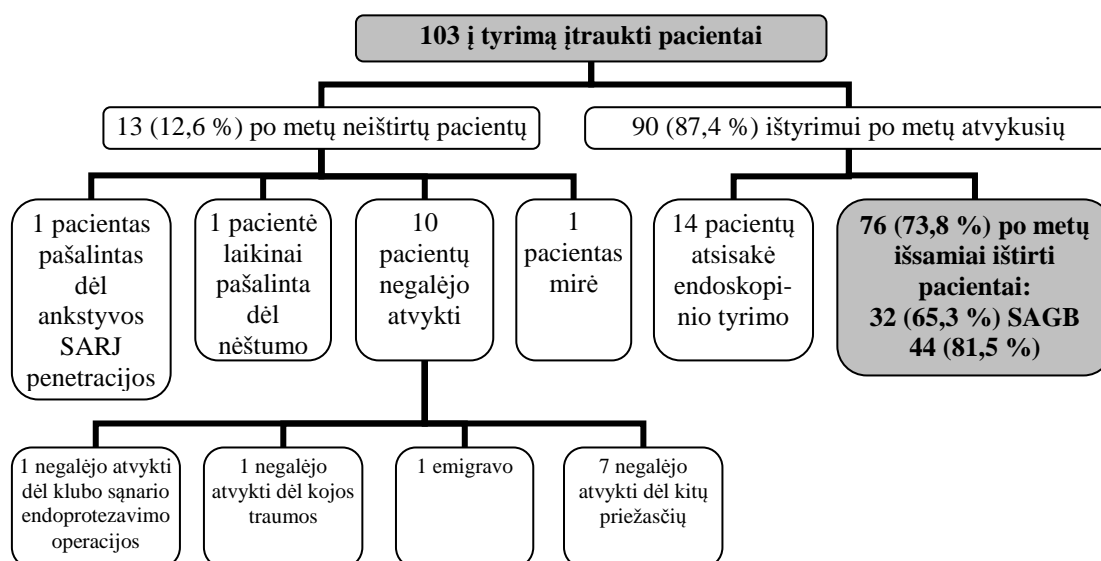 103 į tyrimą įtraukti pacientai
13 (12,6 %) po metų neištirtų pacientų
90 (87,4 %) ištyrimui po metų atvykusių
1 pacientas
pašalintas
dėl
ankstyvos
SARJ
penetracijos
1 pacientė
laikinai
pašalinta
dėl
nėštumo
10
pacientų
negalėjo
atvykti
1
pacientas
mirė
14 pacientų
atsisakė
endoskopi-
nio tyrimo
76 (73,8 %) po metų
išsamiai ištirti
pacientai:
32 (65,3 %) SAGB
44 (81,5 %)
1 negalėjo atvykti
dėl klubo sąnario
endoprotezavimo
operacijos
1 negalėjo
atvykti dėl kojos
traumos
1 emigravo
7 negalėjo
atvykti dėl kitų
priežasčių